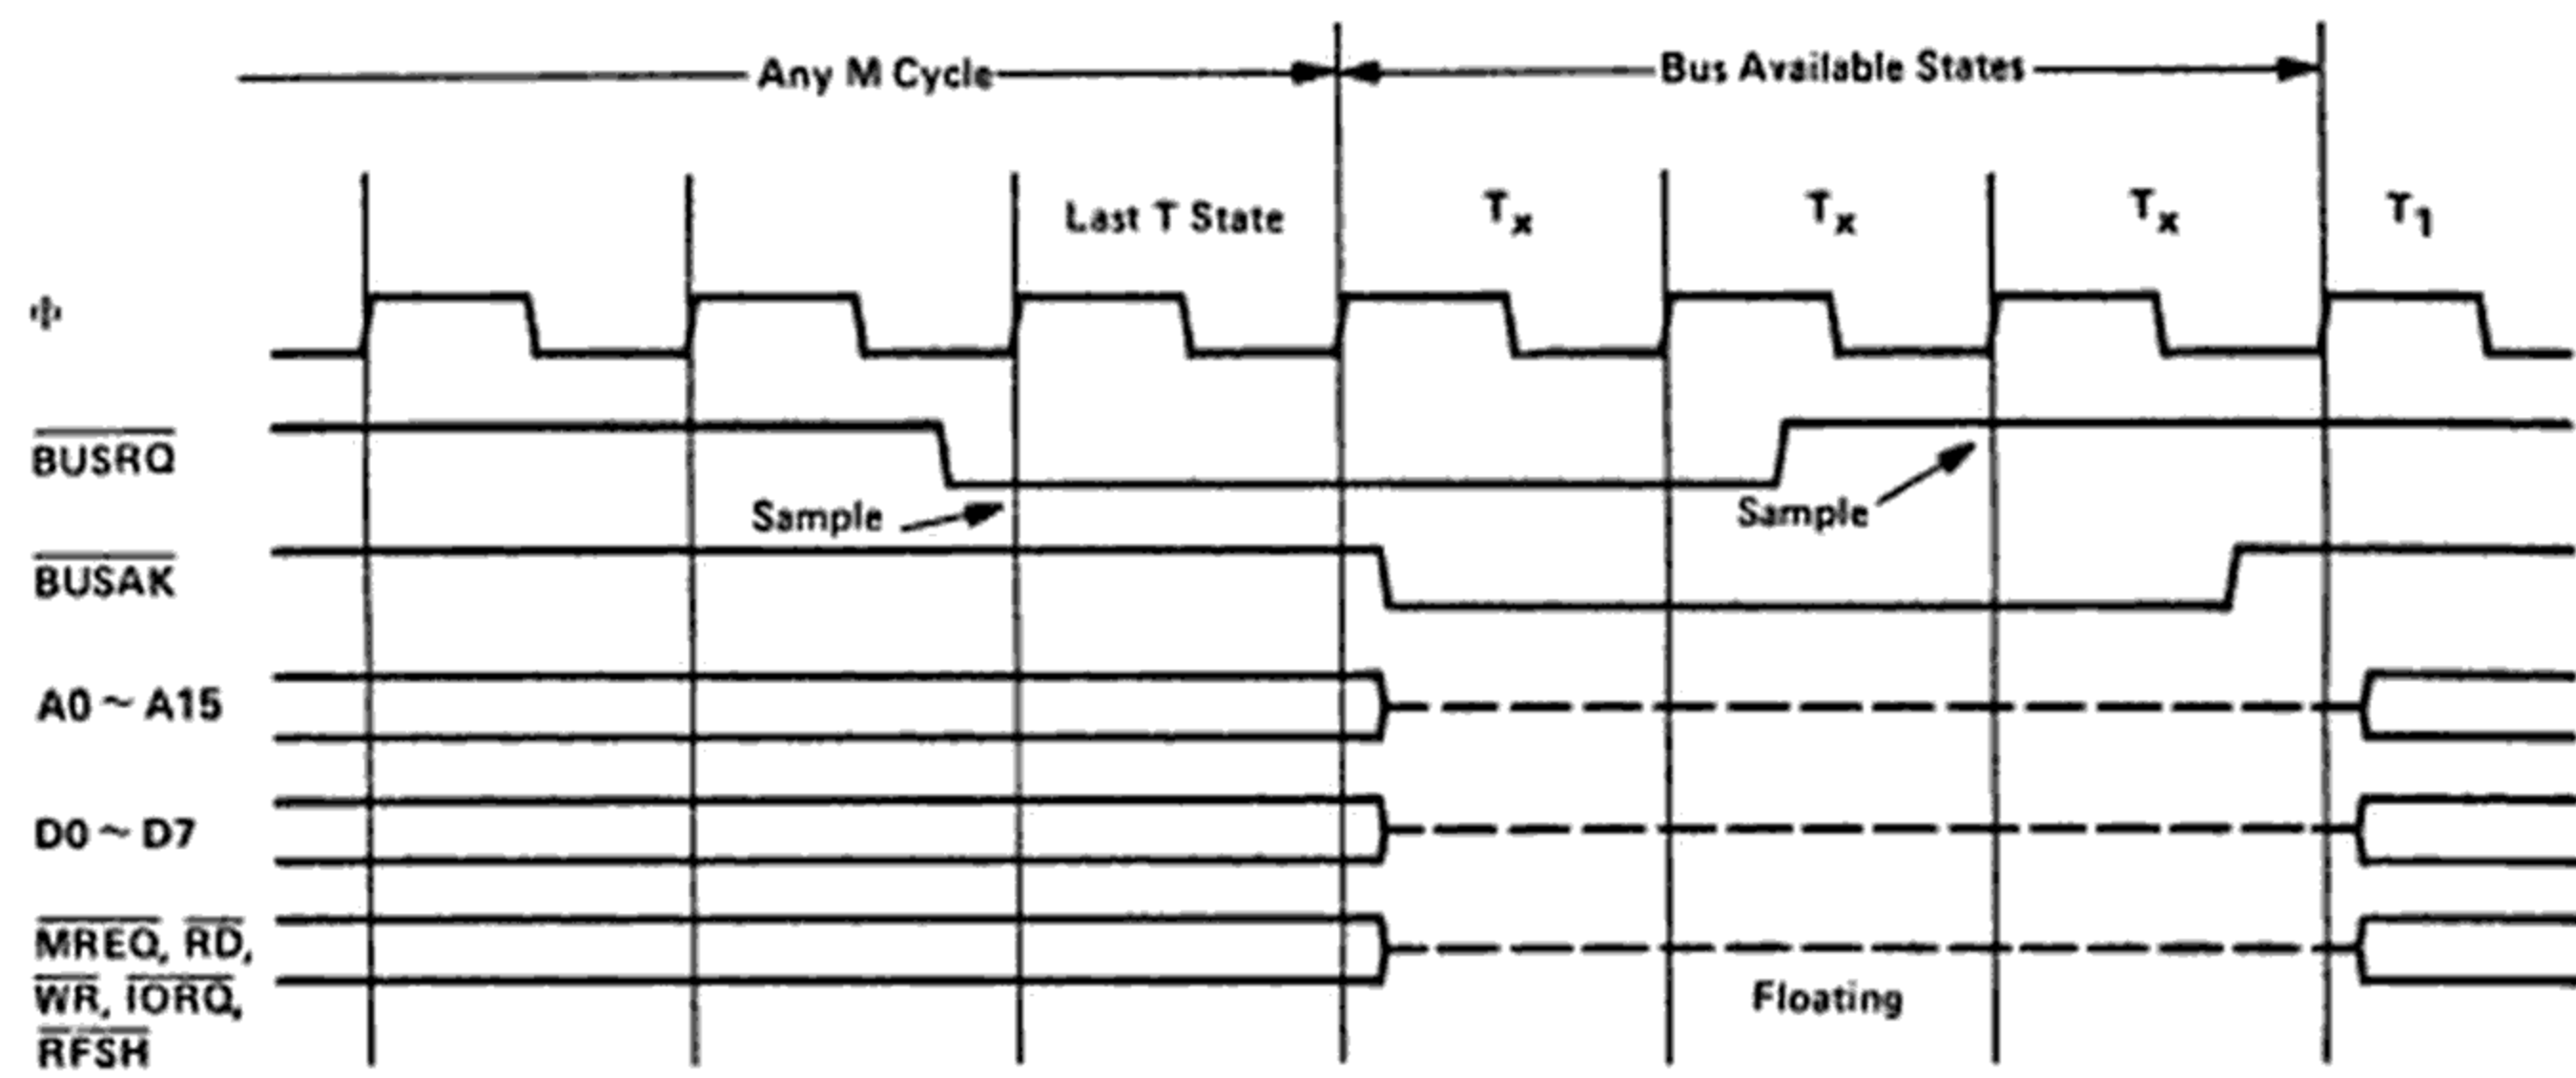 Any M Cycle
Bus Available States
Last T State
Tx
Tx
Tx
T1
Φ
BUSRQ
Sample
Sample
BUSAK
A0 ~ A15
D0 ~ D7
MREQ, RD,
WR, IORQ,
RFSH
Floating